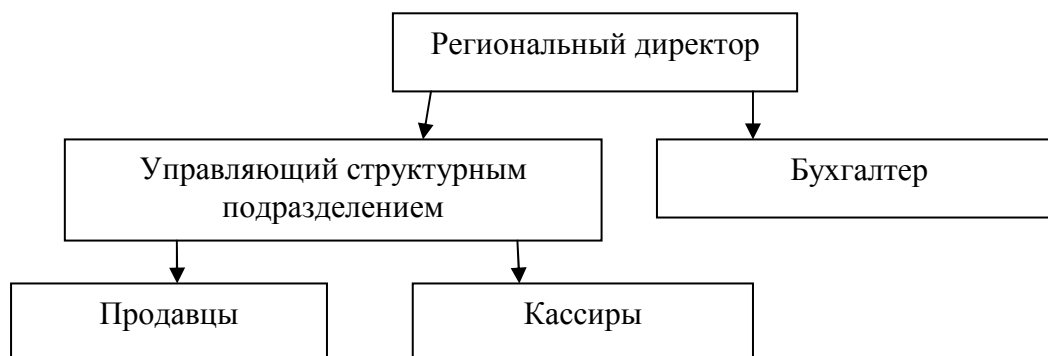 Региональный директор
Управляющий структурным
подразделением
Бухгалтер
Продавцы
Кассиры